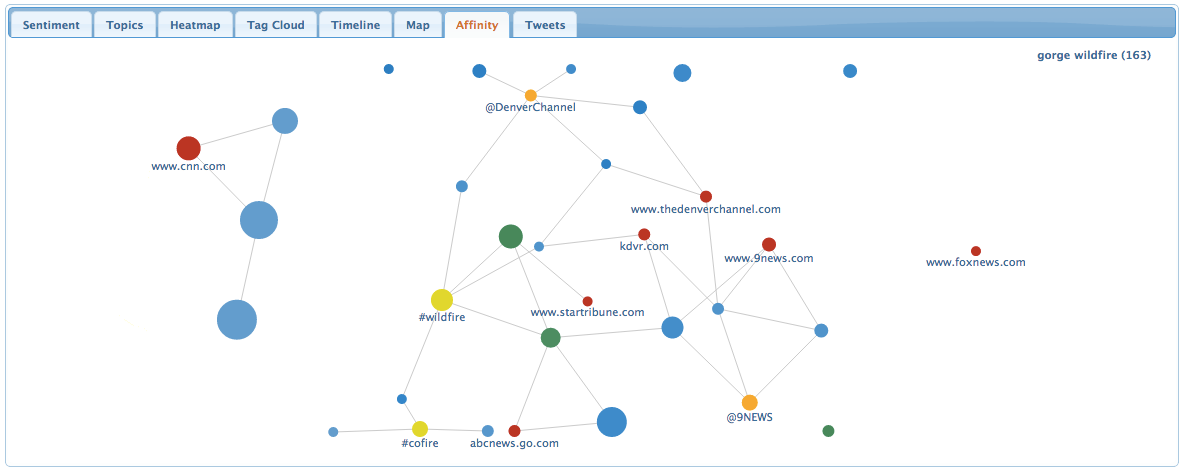 Sentiment Topics Heatmap Tag Cloud Timeline Map Affinity Tweets
gorge wildfire (163)
@DenverChannel
www.cnn.com
www.thedenverchannel.com
kdvr.com
www.9news.com
www.foxnews.com
www.startribune.com
#wildfire
@9NEWS
#cofire
abcnews.go.com